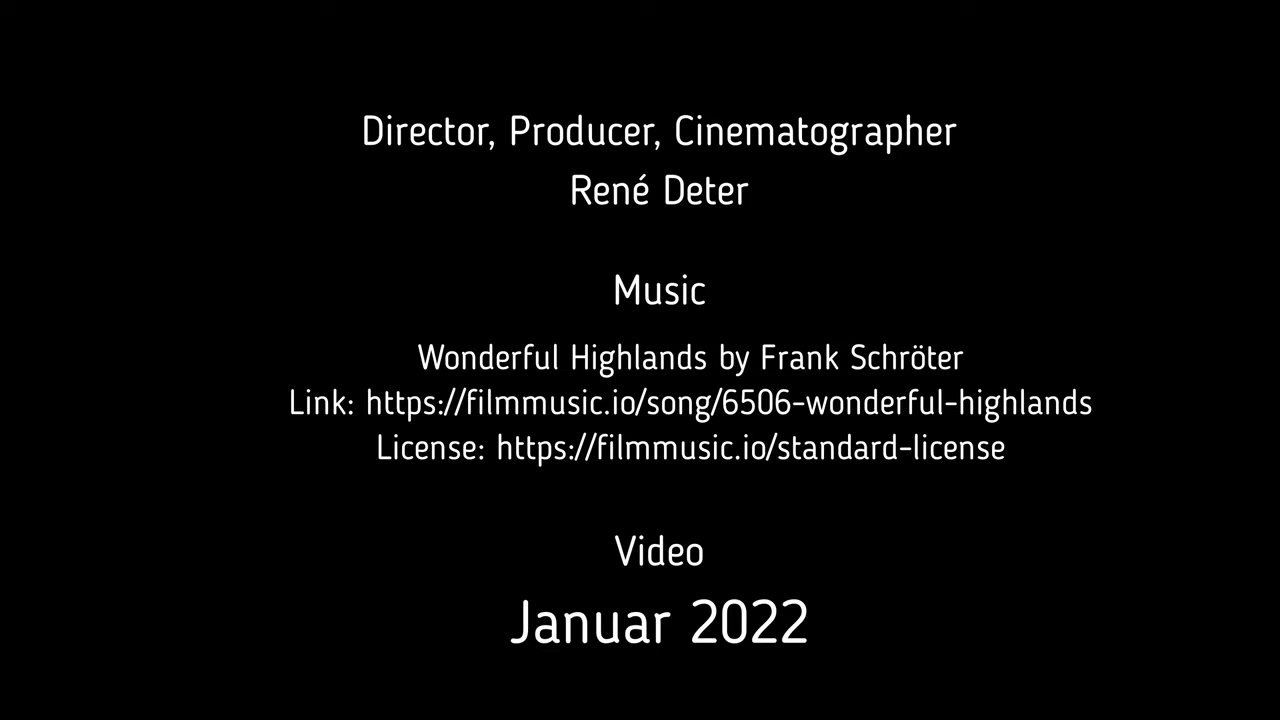 Director, Producer, Cinematographer
René Deter
Music
Wonderful Highlands by Frank Schröter
Link: https://filmmusic.io/song/6506-wonderful-highlands
License: https://filmmusic.io/standard-license
Video
Januar 2022